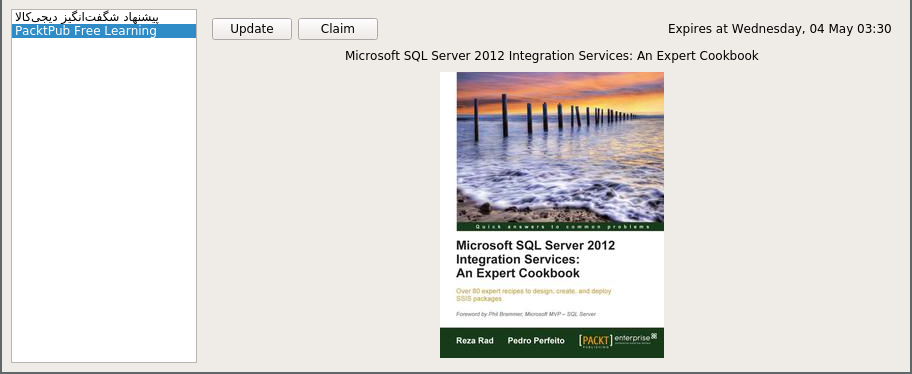 پیشنهاد شگفت‌انگیز دیجی‌کالا
PacktPub Free Learning
Update
Claim
Expires at Wednesday, 04 May 03:30
Microsoft SQL Server 2012 Integration Services: An Expert Cookbook
Quick answers to common problems
Microsoft SQL Server 2012
Integration Services:
An Expert Cookbook
Over 80 expert recipes to design, create, and deploy
SSIS packages
Foreword by Phil Brammer, Microsoft MVP – SQL Server
Reza Rad Pedro Perfeito
[PACKT] enterprise
PUBLISHING